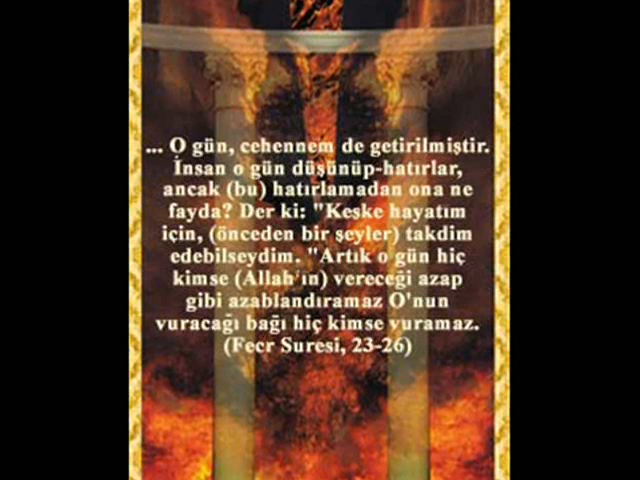 ... O gün, cehennem de getirilmiştir.
İnsan o gün düşünüp-hatırlar,
ancak (bu) hatırlamadan ona ne
fayda? Der ki: "Keşke hayatım
için, (önceden bir şeyler) takdim
edebilseydim. "Artık o gün hiç
kimse (Allah'ın) vereceği azap
gibi azablandıramaz O'nun
vuracağı bağı hiç kimse vuramaz.
(Fecr Suresi, 23-26)